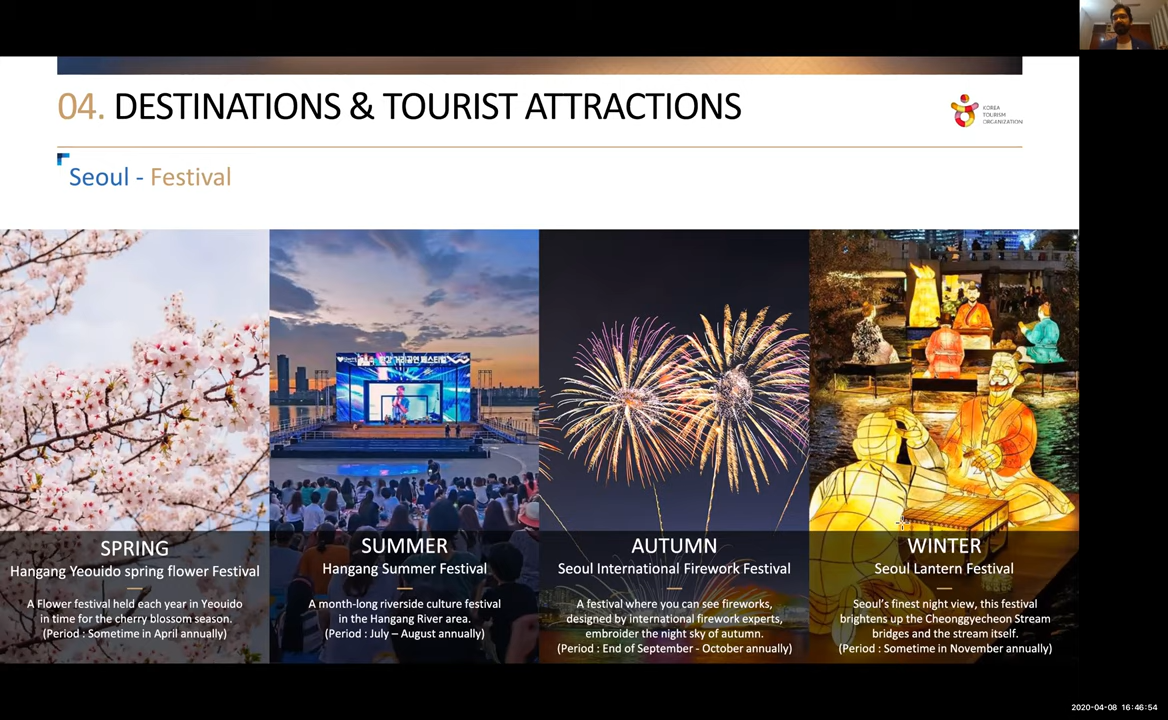 04. DESTINATIONS & TOURIST ATTRACTIONS
KOREA
TOURISM
ORGANIZATION
Seoul - Festival
SPRING
Hangang Yeouido spring flower Festival
A Flower festival held each year in Yeouido
in time for the cherry blossom season.
(Period : Sometime in April annually)
SUMMER
Hangang Summer Festival
A month-long riverside culture festival
in the Hangang River area.
(Period : July – August annually)
AUTUMN
Seoul International Firework Festival
A festival where you can see fireworks,
designed by international firework experts,
embroider the night sky of autumn.
(Period : End of September - October annually)
WINTER
Seoul Lantern Festival
Seoul's finest night view, this festival
brightens up the Cheonggyecheon Stream
bridges and the stream itself.
(Period : Sometime in November annually)
2020-04-08 16:46:54